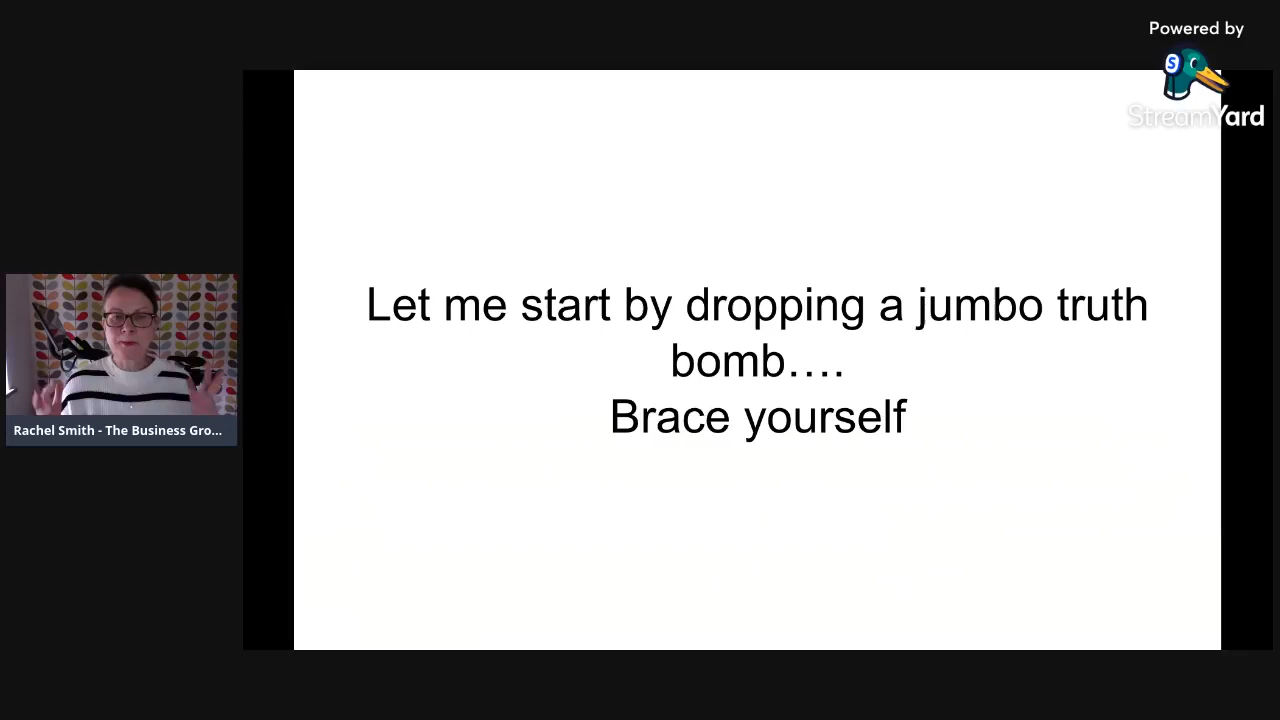 Powered by
S
StreamYard
Let me start by dropping a jumbo truth
bomb....
Brace yourself
Rachel Smith - The Business Gro...